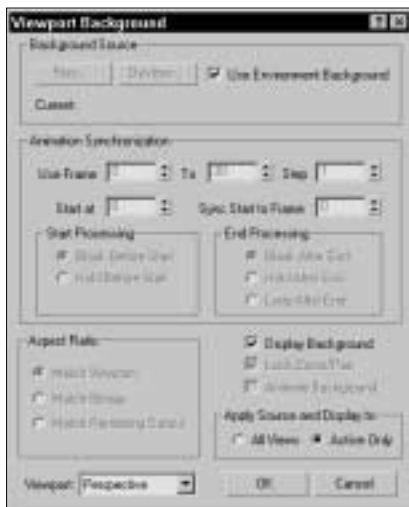 Viewport Background
Background Source
Files... Devices... Use Environment Background
Current:
Animation Synchronization
Use Frame To 30 Step 1
Start at Sync Start to Frame
Start Processing End Processing
Blank Before Start Blank After End
Hold Before Start Hold After End
Loop After End
Aspect Ratio Display Background
Match Viewport Lock Zoom/Pan
Match Bitmap Animate Background
Match Rendering Output
Apply Source and Display to
All Views Active Only
Viewport: Perspective OK Cancel